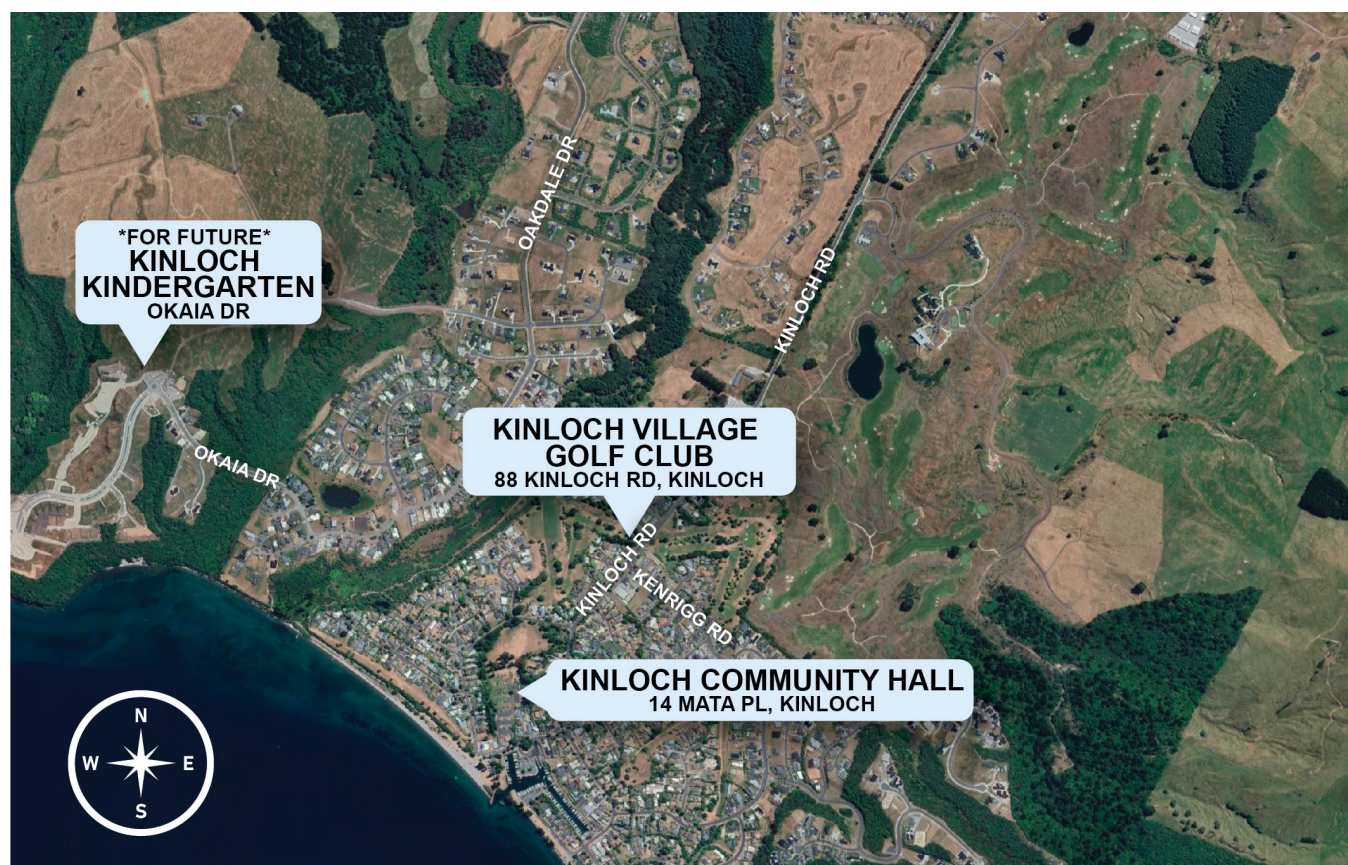 OAKDALE DR
*FOR FUTURE*
KINLOCH
KINDERGARTEN
OKAIA DR
KINLOCH RD
KINLOCH VILLAGE
GOLF CLUB
88 KINLOCH RD, KINLOCH
OKAIA DR
KINLOCH RD
KENRIGG RD
KINLOCH COMMUNITY HALL
14 MATA PL, KINLOCH
N
W E
S